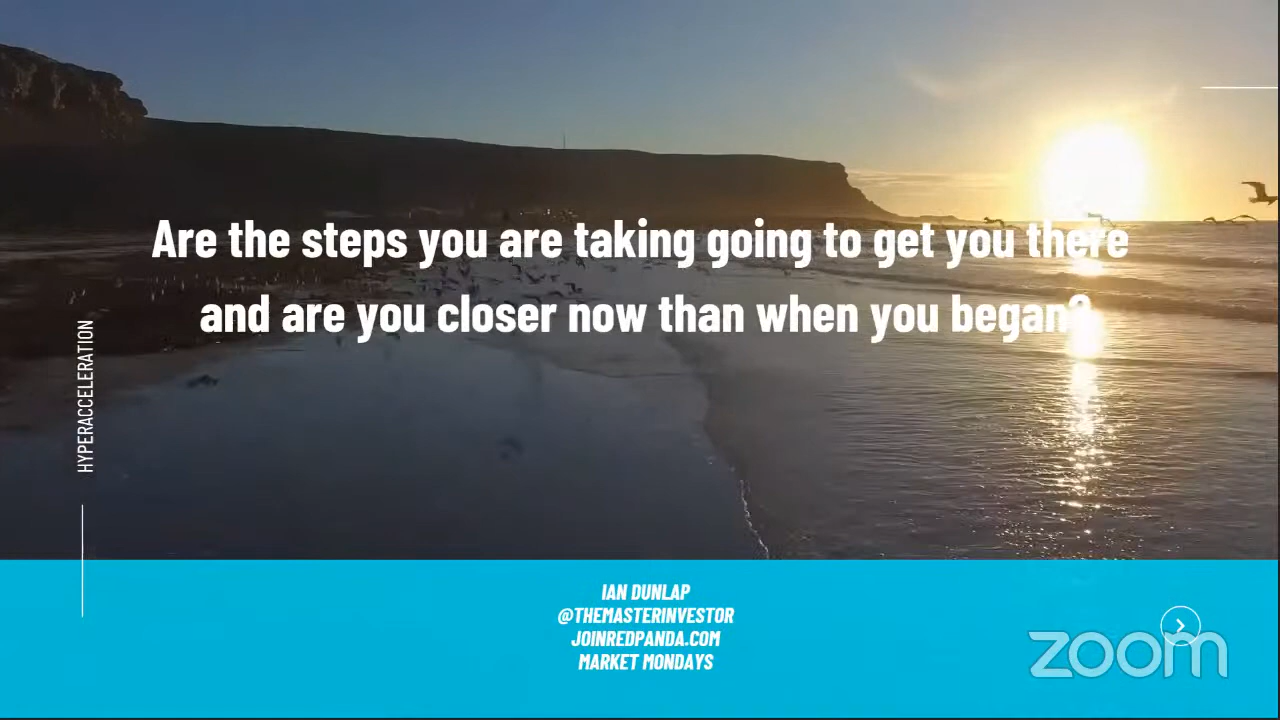 Are the steps you are taking going to get you there
and are you closer now than when you began?
HYPERACCELERATION
IAN DUNLAP
@THEMASTERINVESTOR
JOINREDPANDA.COM
MARKET MONDAYS
zoom